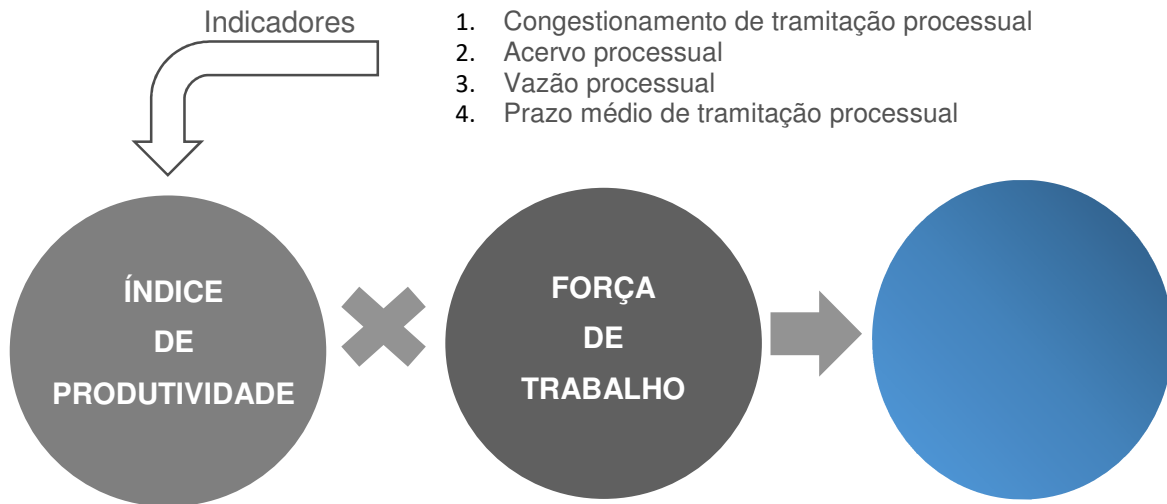 Indicadores
1. Congestionamento de tramitação processual
2. Acervo processual
3. Vazão processual
4. Prazo médio de tramitação processual
ÍNDICE
DE
PRODUTIVIDADE
FORÇA
DE
TRABALHO